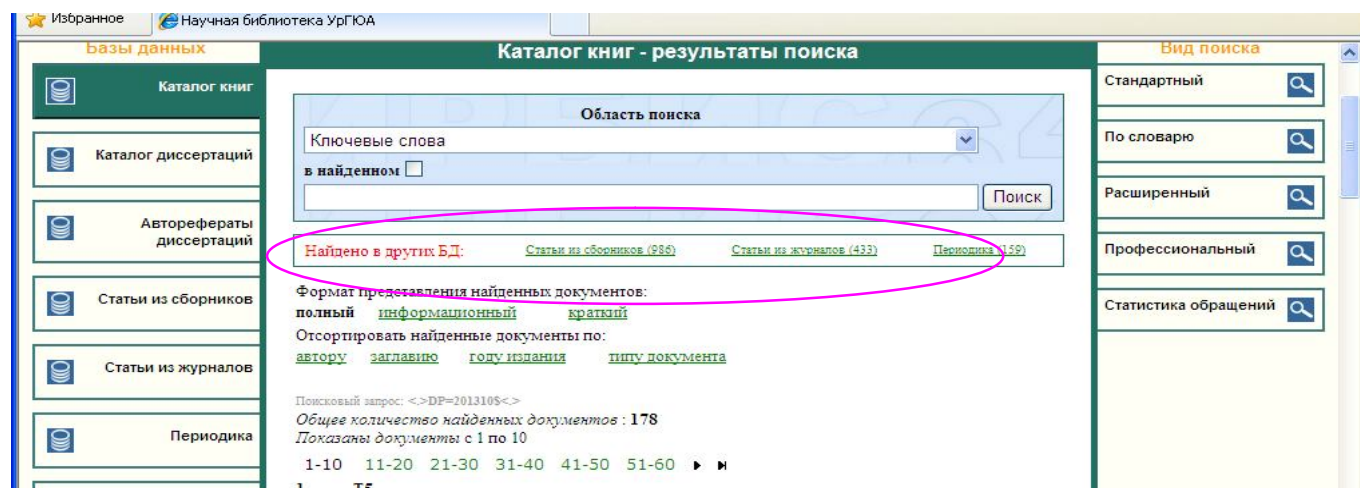 Избранное
Научная библиотека УрГЮА
Базы данных
Каталог книг
Каталог диссертаций
Авторефераты
диссертаций
Статьи из сборников
Статьи из журналов
Периодика
Каталог книг - результаты поиска
Область поиска
Ключевые слова
в найденном
Поиск
Найдено в других БД: Статьи из сборников (986) Статьи из журналов (433) Периодика (159)
Формат представления найденных документов:
полный информационный краткий
Отсортировать найденные документы по:
автору заглавию году издания типу документа
Поисковый запрос: <.>DP=201310$<.>
Общее количество найденных документов : 178
Показаны документы с 1 по 10
1-10 11-20 21-30 31-40 41-50 51-60
Вид поиска
Стандартный
По словарю
Расширенный
Профессиональный
Статистика обращений